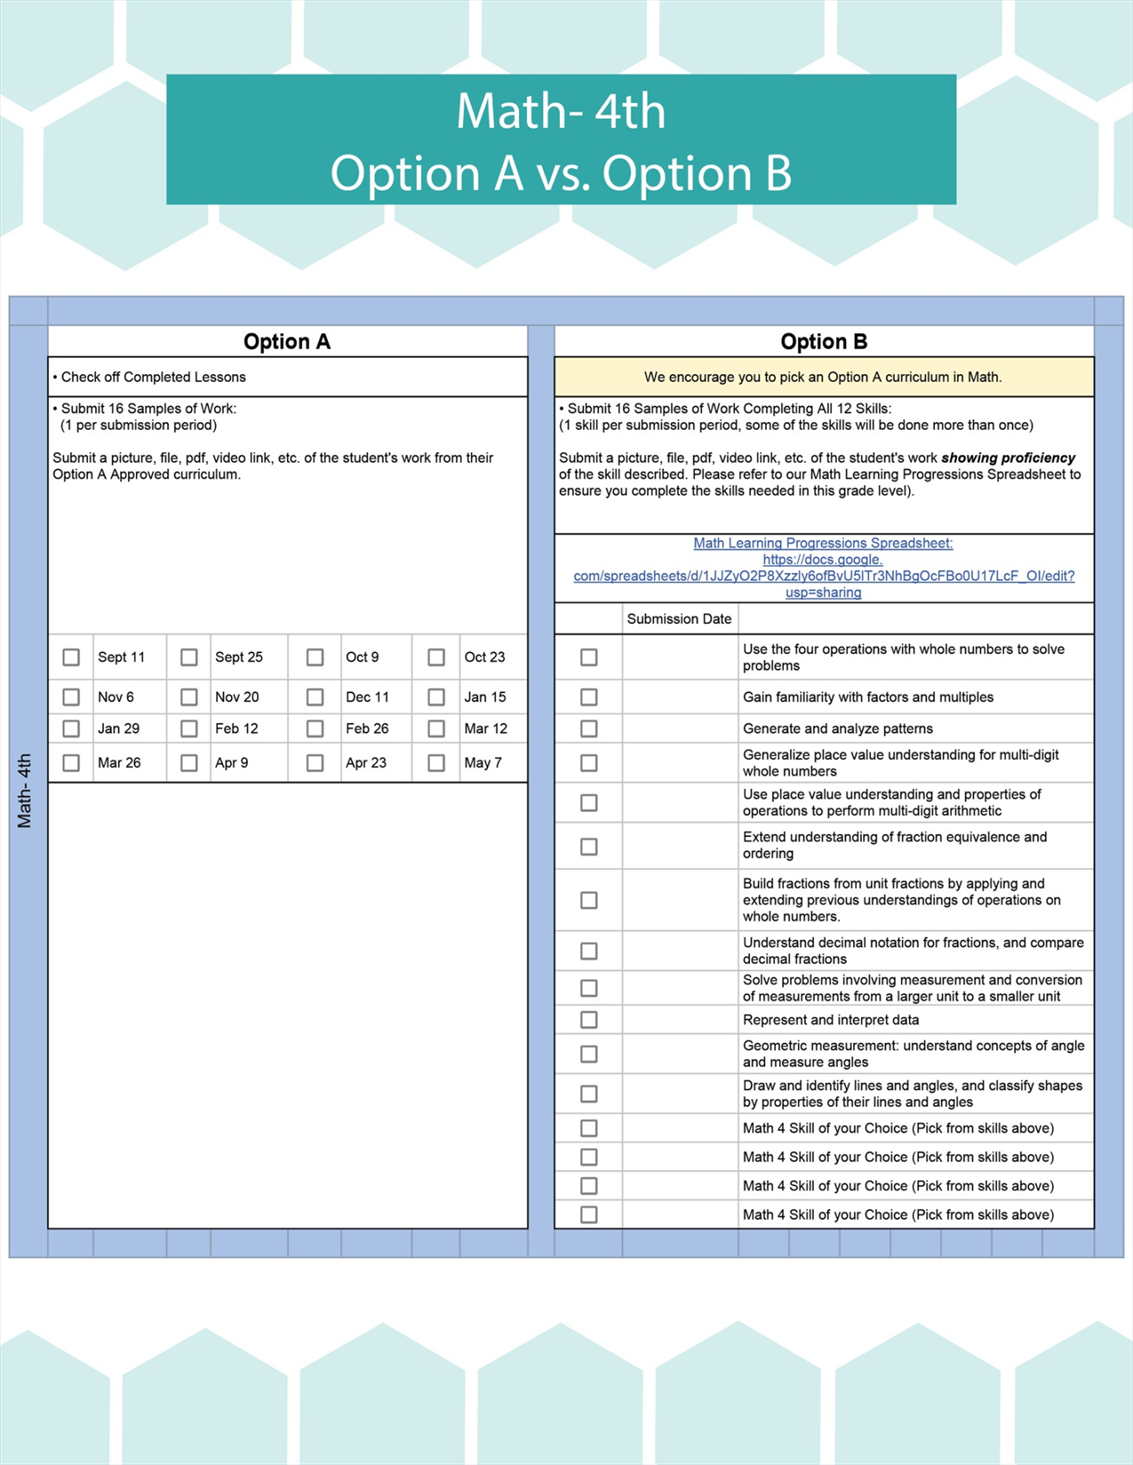 Math- 4th
Option A vs. Option B
Math- 4th
Option A
• Check off Completed Lessons
• Submit 16 Samples of Work:
(1 per submission period)
Submit a picture, file, pdf, video link, etc. of the student's work from their
Option A Approved curriculum.
Sept 11 Sept 25 Oct 9 Oct 23
Nov 6 Nov 20 Dec 11 Jan 15
Jan 29 Feb 12 Feb 26 Mar 12
Mar 26 Apr 9 Apr 23 May 7
Option B
We encourage you to pick an Option A curriculum in Math.
• Submit 16 Samples of Work Completing All 12 Skills:
(1 skill per submission period, some of the skills will be done more than once)
Submit a picture, file, pdf, video link, etc. of the student's work showing proficiency
of the skill described. Please refer to our Math Learning Progressions Spreadsheet to
ensure you complete the skills needed in this grade level).
Math Learning Progressions Spreadsheet:
https://docs.google.
com/spreadsheets/d/1JJZyO2P8Xzzly6ofBvU5lTr3NhBgOcFBo0U17LcF_OI/edit?
usp=sharing
Submission Date
Use the four operations with whole numbers to solve
problems
Gain familiarity with factors and multiples
Generate and analyze patterns
Generalize place value understanding for multi-digit
whole numbers
Use place value understanding and properties of
operations to perform multi-digit arithmetic
Extend understanding of fraction equivalence and
ordering
Build fractions from unit fractions by applying and
extending previous understandings of operations on
whole numbers.
Understand decimal notation for fractions, and compare
decimal fractions
Solve problems involving measurement and conversion
of measurements from a larger unit to a smaller unit
Represent and interpret data
Geometric measurement: understand concepts of angle
and measure angles
Draw and identify lines and angles, and classify shapes
by properties of their lines and angles
Math 4 Skill of your Choice (Pick from skills above)
Math 4 Skill of your Choice (Pick from skills above)
Math 4 Skill of your Choice (Pick from skills above)
Math 4 Skill of your Choice (Pick from skills above)